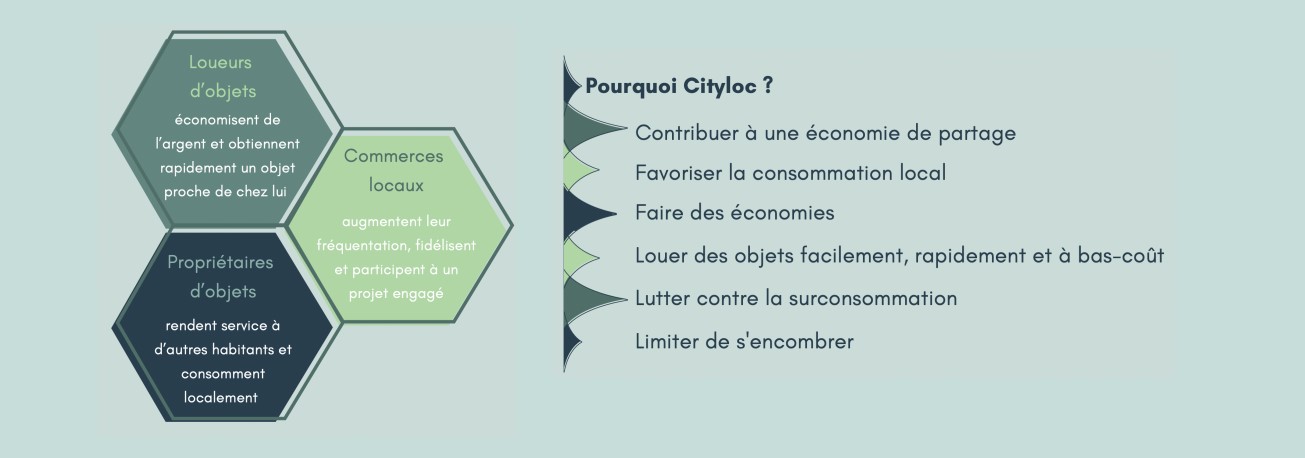 Loueurs
d'objets
économisent de
l'argent et obtiennent
rapidement un objet
proche de chez lui
Commerces
locaux
augmentent leur
fréquentation, fidélisent
et participent à un
projet engagé
Propriétaires
d'objets
rendent service à
d'autres habitants et
consomment
localement
Pourquoi Cityloc ?
Contribuer à une économie de partage
Favoriser la consommation local
Faire des économies
Louer des objets facilement, rapidement et à bas-coût
Lutter contre la surconsommation
Limiter de s'encombrer